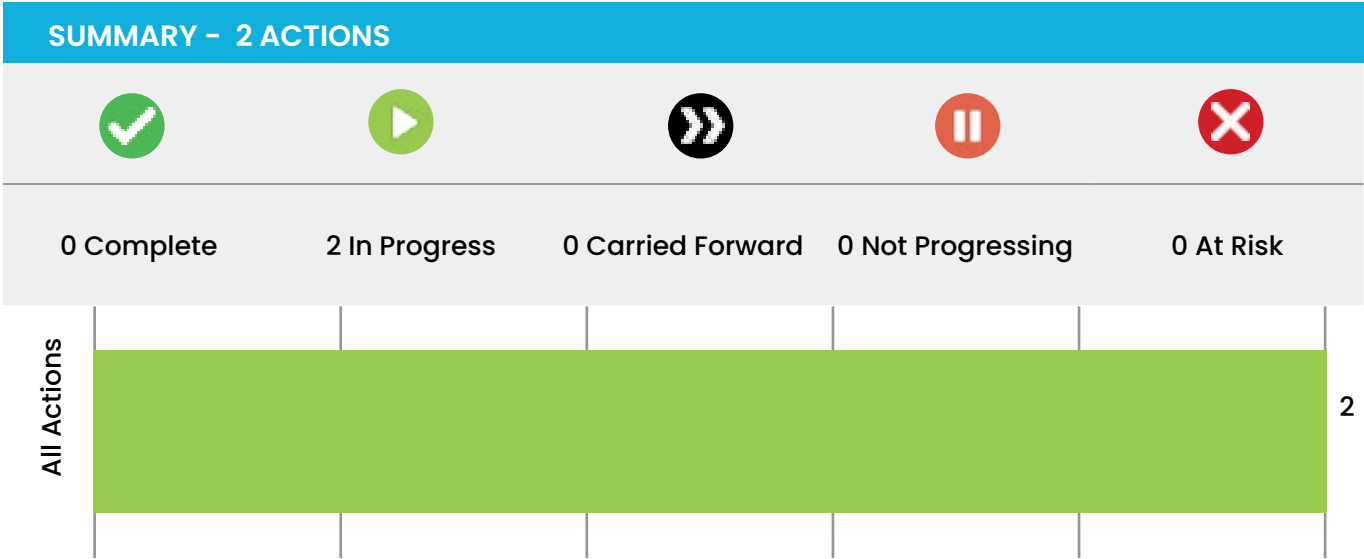 SUMMARY - 2 ACTIONS
0 Complete
2 In Progress
0 Carried Forward
0 Not Progressing
0 At Risk
All Actions
2